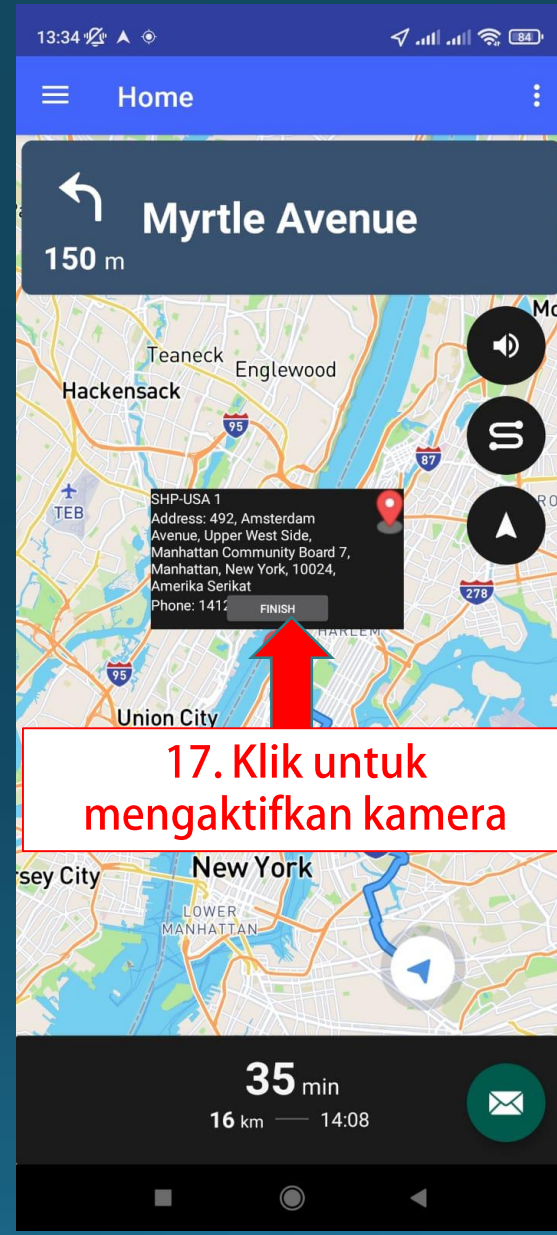 13:34
84
Home
Myrtle Avenue
150 m
Teaneck
Englewood
Hackensack
95
87
TEB
SHP-USA 1
Address: 492, Amsterdam
Avenue, Upper West Side,
Manhattan Community Board 7,
Manhattan, New York, 10024,
Amerika Serikat
Phone: 1412
FINISH
278
HARLEM
95
Union City
17. Klik untuk
mengaktifkan kamera
rsey City
New York
LOWER
MANHATTAN
35 min
16 km — 14:08